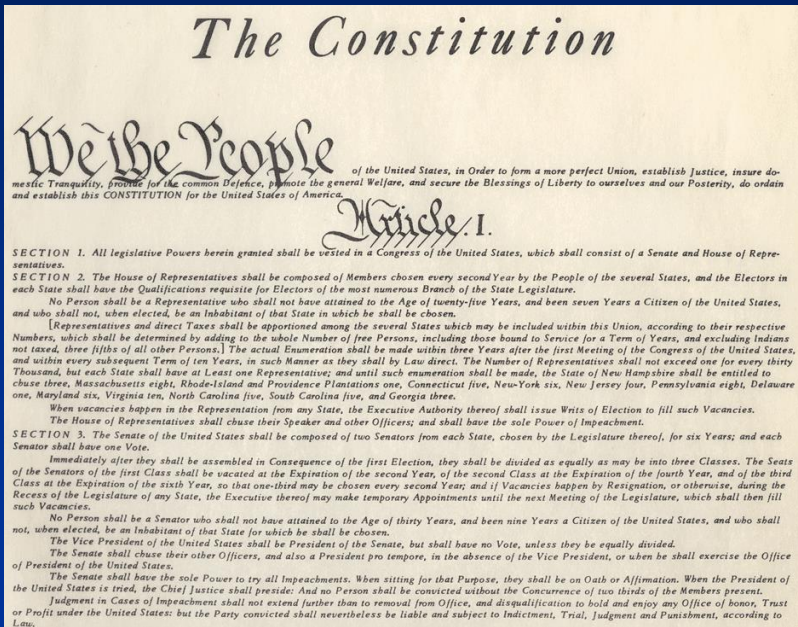 The Constitution
We the People of the United States, in Order to form a more perfect Union, establish Justice, insure do-
mestic Tranquility, provide for the common Defence, promote the general Welfare, and secure the Blessings of Liberty to ourselves and our Posterity, do ordain
and establish this CONSTITUTION for the United States of America.
Article. I.
SECTION 1. All legislative Powers herein granted shall be vested in a Congress of the United States, which shall consist of a Senate and House of Repre-
sentatives.
SECTION 2. The House of Representatives shall be composed of Members chosen every second Year by the People of the several States, and the Electors in
each State shall have the Qualifications requisite for Electors of the most numerous Branch of the State Legislature.
No Person shall be a Representative who shall not have attained to the Age of twenty-five Years, and been seven Years a Citizen of the United States,
and who shall not, when elected, be an Inhabitant of that State in which he shall be chosen.
[Representatives and direct Taxes shall be apportioned among the several States which may be included within this Union, according to their respective
Numbers, which shall be determined by adding to the whole Number of free Persons, including those bound to Service for a Term of Years, and excluding Indians
not taxed, three fifths of all other Persons.] The actual Enumeration shall be made within three Years after the first Meeting of the Congress of the United States,
and within every subsequent Term of ten Years, in such Manner as they shall by Law direct. The Number of Representatives shall not exceed one for every thirty
Thousand, but each State shall have at Least one Representative; and until such enumeration shall be made, the State of New Hampshire shall be entitled to
chuse three, Massachusetts eight, Rhode-Island and Providence Plantations one, Connecticut five, New-York six, New Jersey four, Pennsylvania eight, Delaware
one, Maryland six, Virginia ten, North Carolina five, South Carolina five, and Georgia three.
When vacancies happen in the Representation from any State, the Executive Authority thereof shall issue Writs of Election to fill such Vacancies.
The House of Representatives shall chuse their Speaker and other Officers; and shall have the sole Power of Impeachment.
SECTION 3. The Senate of the United States shall be composed of two Senators from each State, chosen by the Legislature thereof, for six Years; and each
Senator shall have one Vote.
Immediately after they shall be assembled in Consequence of the first Election, they shall be divided as equally as may be into three Classes. The Seats
of the Senators of the first Class shall be vacated at the Expiration of the second Year, of the second Class at the Expiration of the fourth Year, and of the third
Class at the Expiration of the sixth Year, so that one-third may be chosen every second Year; and if Vacancies happen by Resignation, or otherwise, during the
Recess of the Legislature of any State, the Executive thereof may make temporary Appointments until the next Meeting of the Legislature, which shall then fill
such Vacancies.
No Person shall be a Senator who shall not have attained to the Age of thirty Years, and been nine Years a Citizen of the United States, and who shall
not, when elected, be an Inhabitant of that State for which he shall be chosen.
The Vice President of the United States shall be President of the Senate, but shall have no Vote, unless they be equally divided.
The Senate shall chuse their other Officers, and also a President pro tempore, in the absence of the Vice President, or when he shall exercise the Office
of President of the United States.
The Senate shall have the sole Power to try all Impeachments. When sitting for that Purpose, they shall be on Oath or Affirmation. When the President of
the United States is tried, the Chief Justice shall preside: And no Person shall be convicted without the Concurrence of two thirds of the Members present.
Judgment in Cases of Impeachment shall not extend further than to removal from Office, and disqualification to hold and enjoy any Office of honor, Trust
or Profit under the United States: but the Party convicted shall nevertheless be liable and subject to Indictment, Trial, Judgment and Punishment, according to
Law.